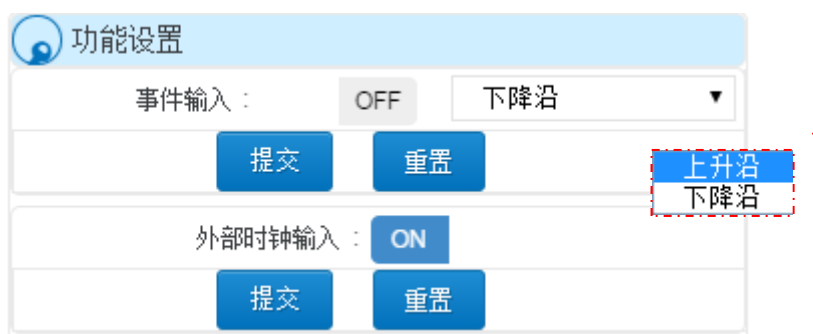 功能设置
事件输入： OFF 下降沿
提交 重置
上升沿
下降沿
外部时钟输入： ON
提交 重置